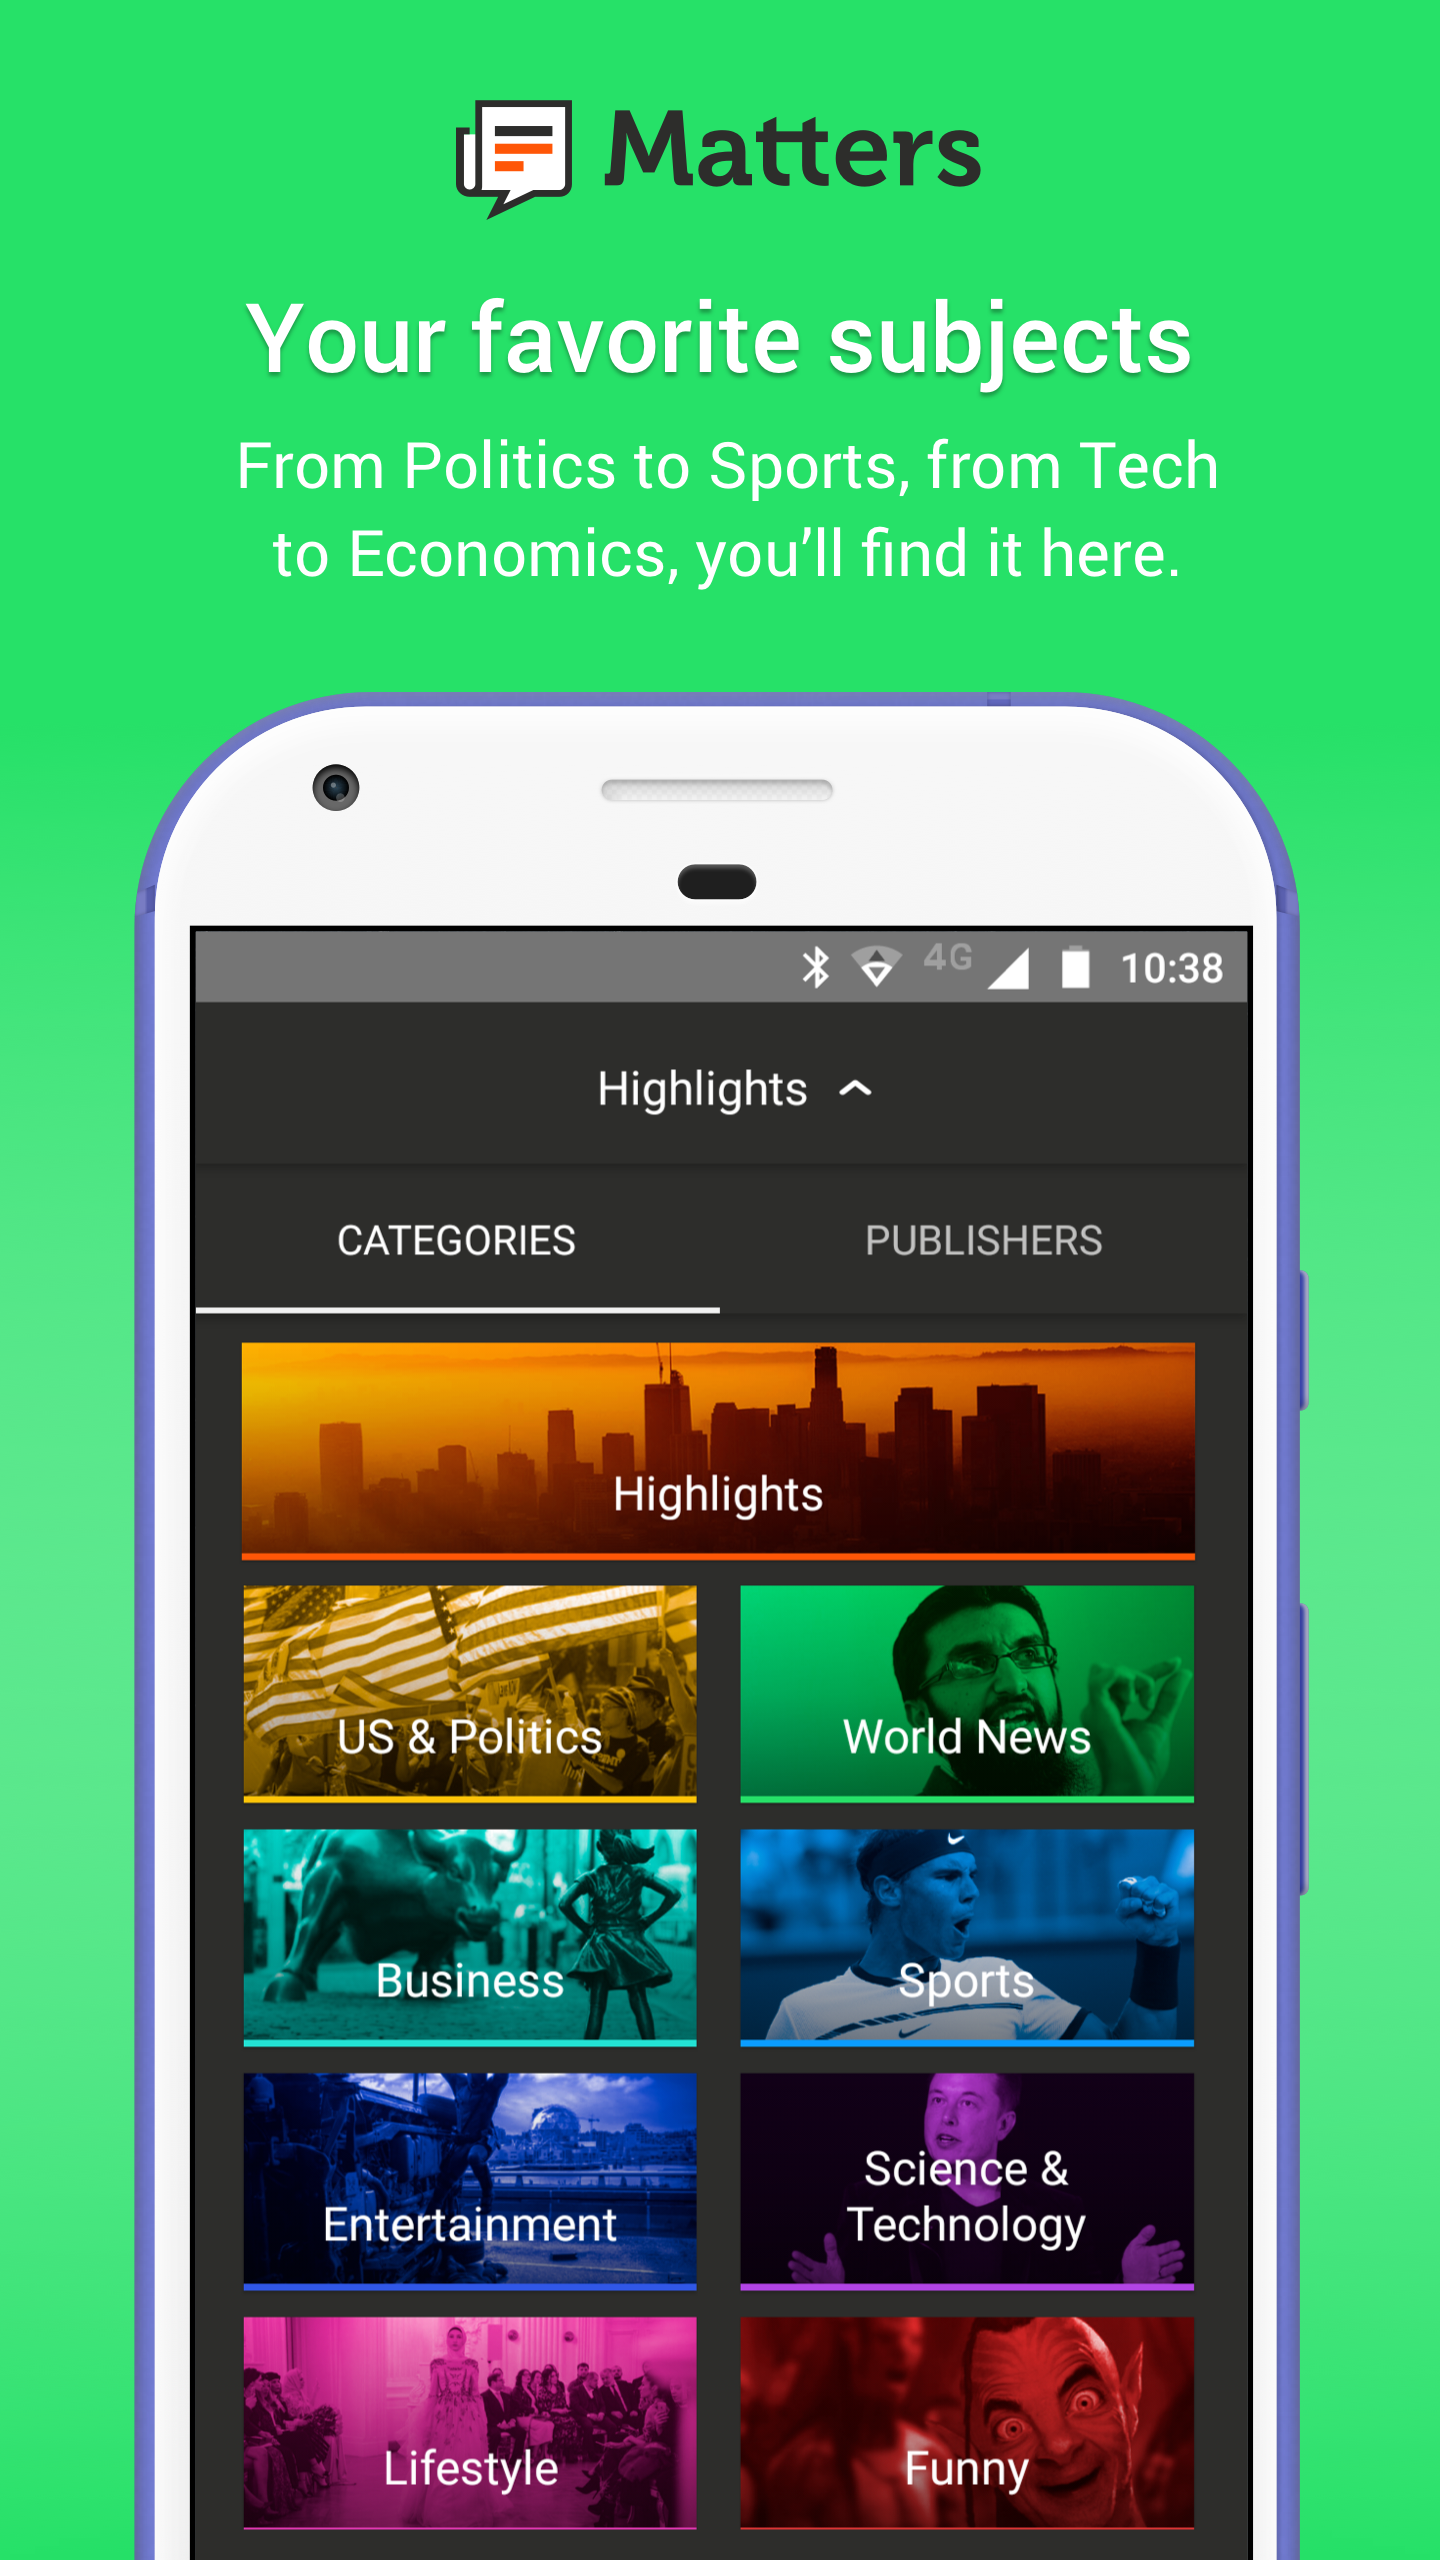 Matters
Your favorite subjects
From Politics to Sports, from Tech
to Economics, you’ll find it here.
4G 10:38
Highlights
CATEGORIES PUBLISHERS
Highlights
US & Politics World News
Business Sports
Entertainment Science &
Technology
Lifestyle Funny